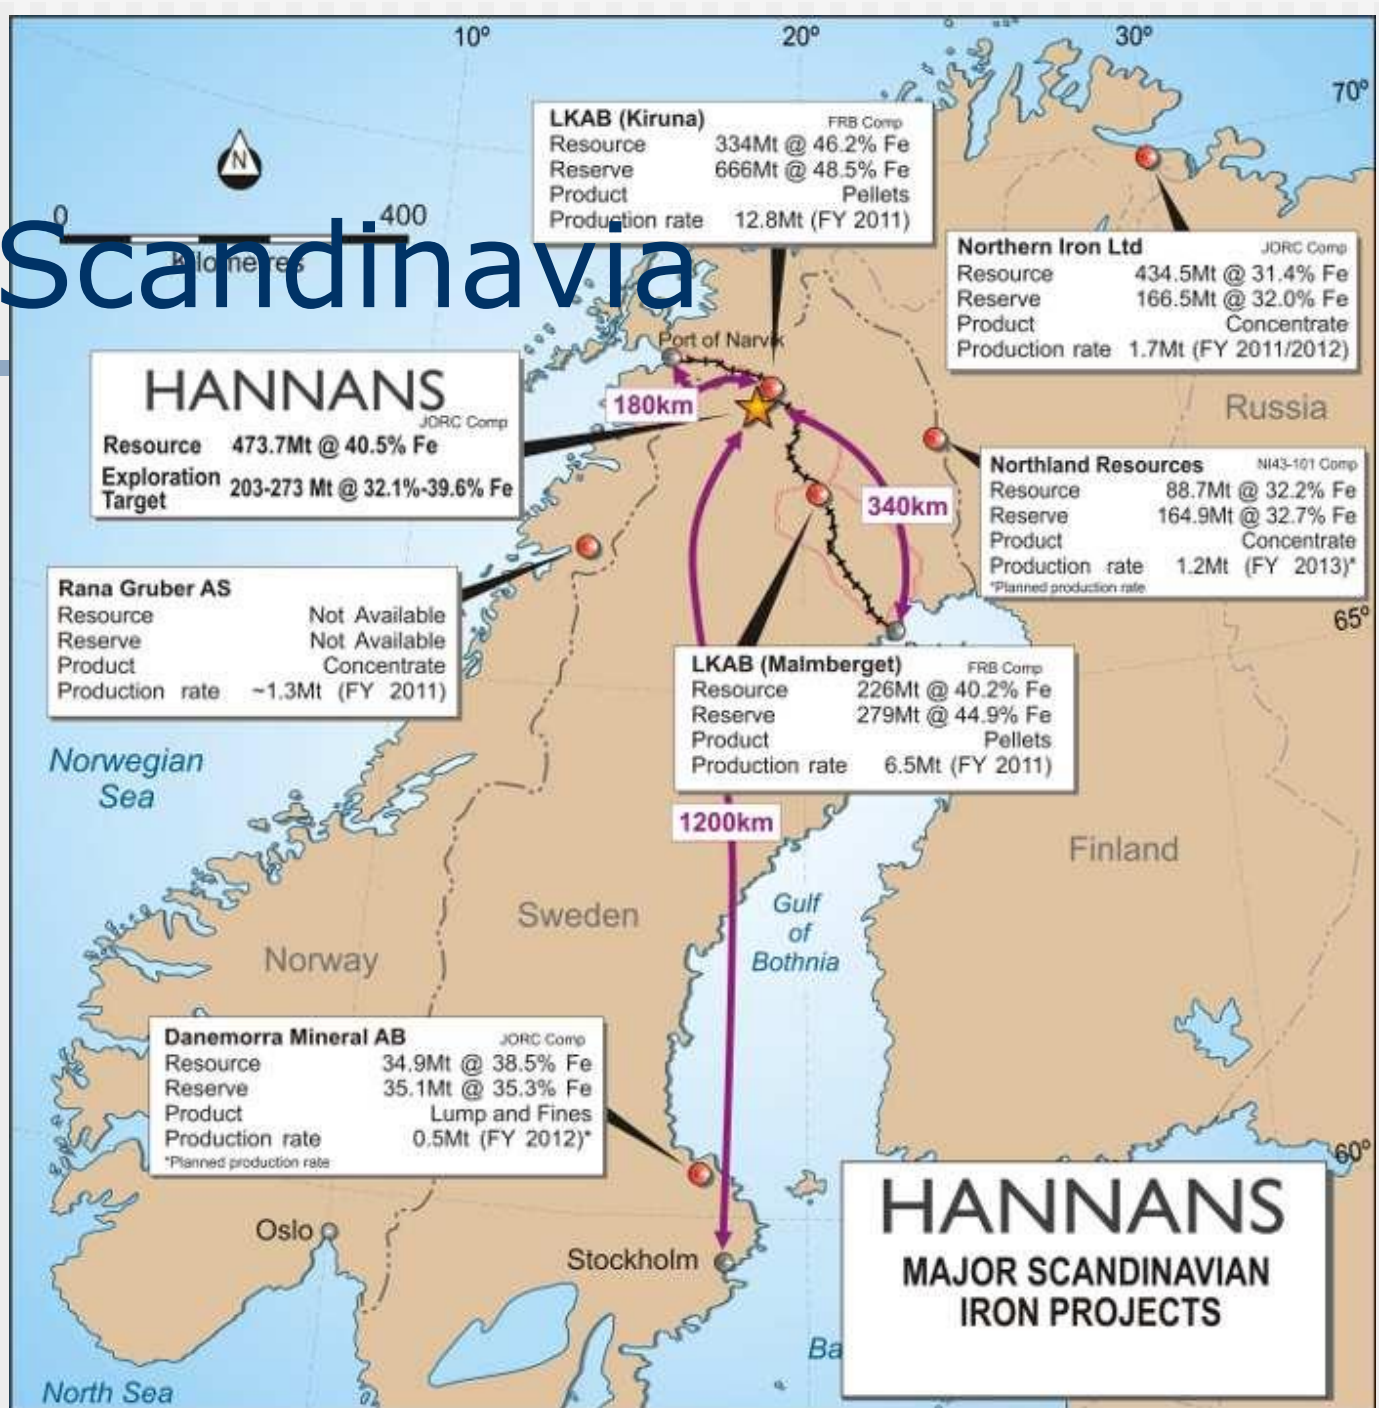 10º 20º 30º
70º
N
0 400
Kilometres
Scandinavia
LKAB (Kiruna) FRB Comp
Resource 334Mt @ 46.2% Fe
Reserve 666Mt @ 48.5% Fe
Product Pellets
Production rate 12.8Mt (FY 2011)
Northern Iron Ltd JORC Comp
Resource 434.5Mt @ 31.4% Fe
Reserve 166.5Mt @ 32.0% Fe
Product Concentrate
Production rate 1.7Mt (FY 2011/2012)
Port of Narvik
HANNANS
JORC Comp
Resource 473.7Mt @ 40.5% Fe
Exploration Target 203-273 Mt @ 32.1%-39.6% Fe
180km
Russia
Northland Resources NI43-101 Comp
Resource 88.7Mt @ 32.2% Fe
Reserve 164.9Mt @ 32.7% Fe
Product Concentrate
Production rate 1.2Mt (FY 2013)*
*Planned production rate
340km
Rana Gruber AS
Resource Not Available
Reserve Not Available
Product Concentrate
Production rate ~1.3Mt (FY 2011)
65º
LKAB (Malmberget) FRB Comp
Resource 226Mt @ 40.2% Fe
Reserve 279Mt @ 44.9% Fe
Product Pellets
Production rate 6.5Mt (FY 2011)
Norwegian
Sea
1200km
Finland
Sweden
Gulf
of
Bothnia
Norway
Danemorra Mineral AB JORC Comp
Resource 34.9Mt @ 38.5% Fe
Reserve 35.1Mt @ 35.3% Fe
Product Lump and Fines
Production rate 0.5Mt (FY 2012)*
*Planned production rate
60º
Oslo
Stockholm
HANNANS
MAJOR SCANDINAVIAN
IRON PROJECTS
Ba
North Sea